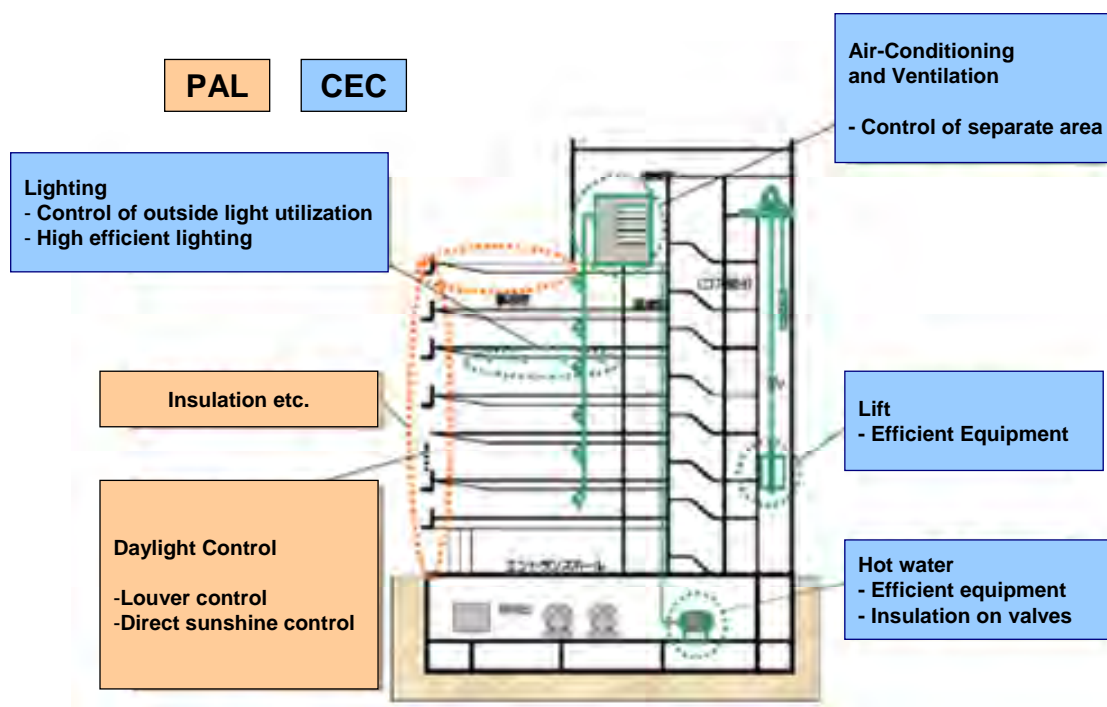 PAL
CEC
Air-Conditioning
and Ventilation
- Control of separate area
Lighting
- Control of outside light utilization
- High efficient lighting
Insulation etc.
Lift
- Efficient Equipment
Daylight Control
-Louver control
-Direct sunshine control
エントランスホール
Hot water
- Efficient equipment
- Insulation on valves